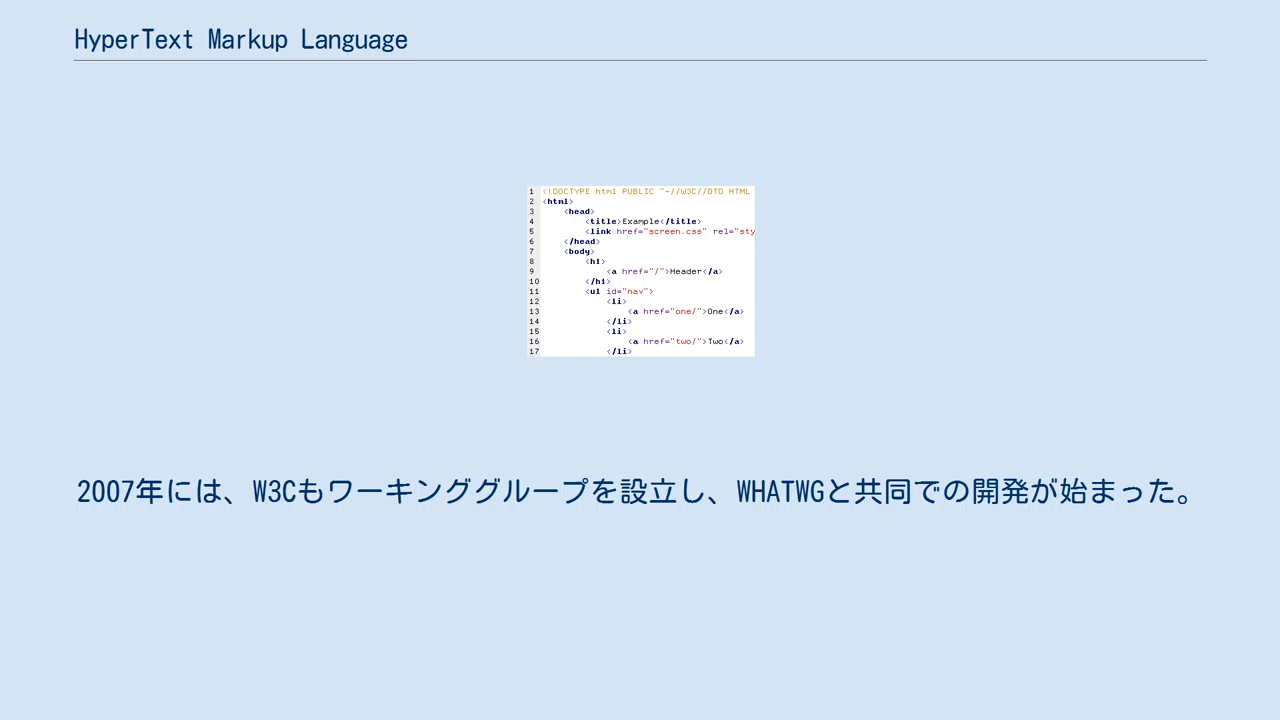 HyperText Markup Language
1 <!DOCTYPE html PUBLIC "-//W3C//DTD HTML
2 <html>
3 <head>
4 <title>Example</title>
5 <link href="screen.css" rel="sty
6 </head>
7 <body>
8 <h1>
9 <a href="/">Header</a>
10 </h1>
11 <ul id="nav">
12 <li>
13 <a href="one/">One</a>
14 </li>
15 <li>
16 <a href="two/">Two</a>
17 </li>
2007年には、W3Cもワーキンググループを設立し、WHATWGと共同での開発が始まった。